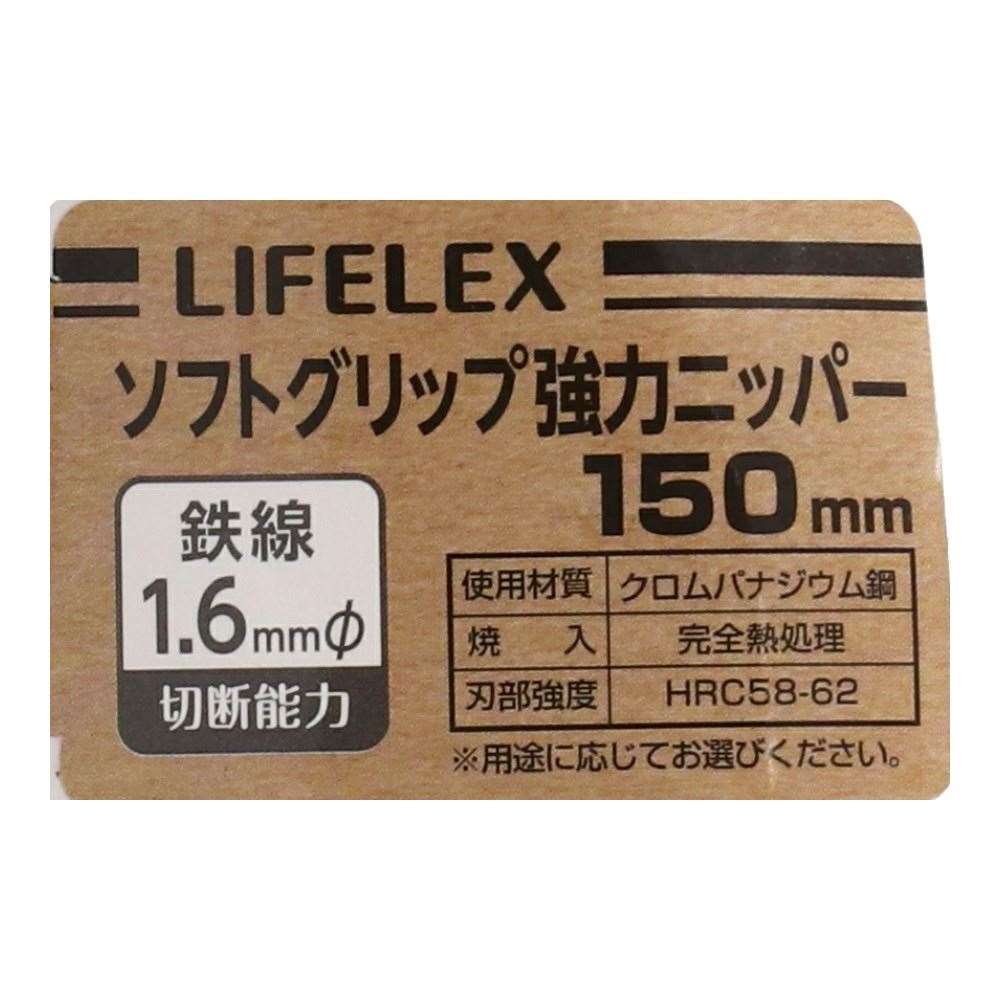 LIFELEX
ソフトグリップ強力ニッパー
150mm
鉄線
1.6mmφ
切断能力
使用材質 クロムバナジウム鋼
焼入 完全熱処理
刃部強度 HRC58-62
※用途に応じてお選びください。